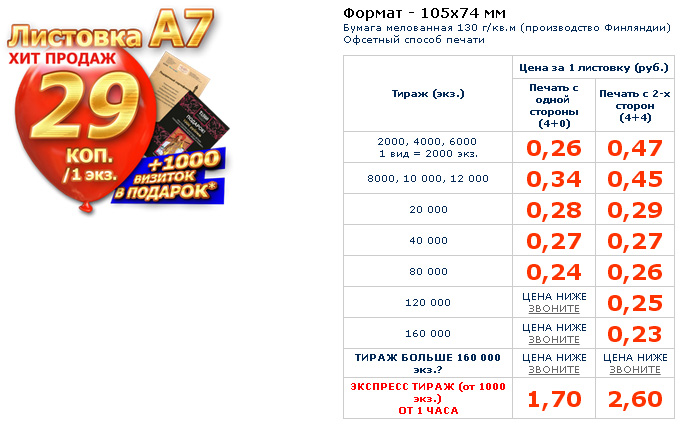 Листовка А7
ХИТ ПРОДАЖ
29
КОП.
/1 экз.
ПОДАРОК!
+1000
ВИЗИТОК
В ПОДАРОК*
Формат - 105x74 мм
Бумага мелованная 130 г/кв.м (производство Финляндии)
Офсетный способ печати
Тираж (экз.)
Цена за 1 листовку (руб.)
Печать с
одной
стороны
(4+0)
Печать с 2-х
сторон
(4+4)
2000, 4000, 6000
1 вид = 2000 экз.
0,26
0,47
8000, 10 000, 12 000
0,34
0,45
20 000
0,28
0,29
40 000
0,27
0,27
80 000
0,24
0,26
120 000
ЦЕНА НИЖЕ
ЗВОНИТЕ
0,25
160 000
ЦЕНА НИЖЕ
ЗВОНИТЕ
0,23
ТИРАЖ БОЛЬШЕ 160 000
экз.?
ЦЕНА НИЖЕ
ЗВОНИТЕ
ЦЕНА НИЖЕ
ЗВОНИТЕ
ЭКСПРЕСС ТИРАЖ (от 1000
экз.)
ОТ 1 ЧАСА
1,70
2,60